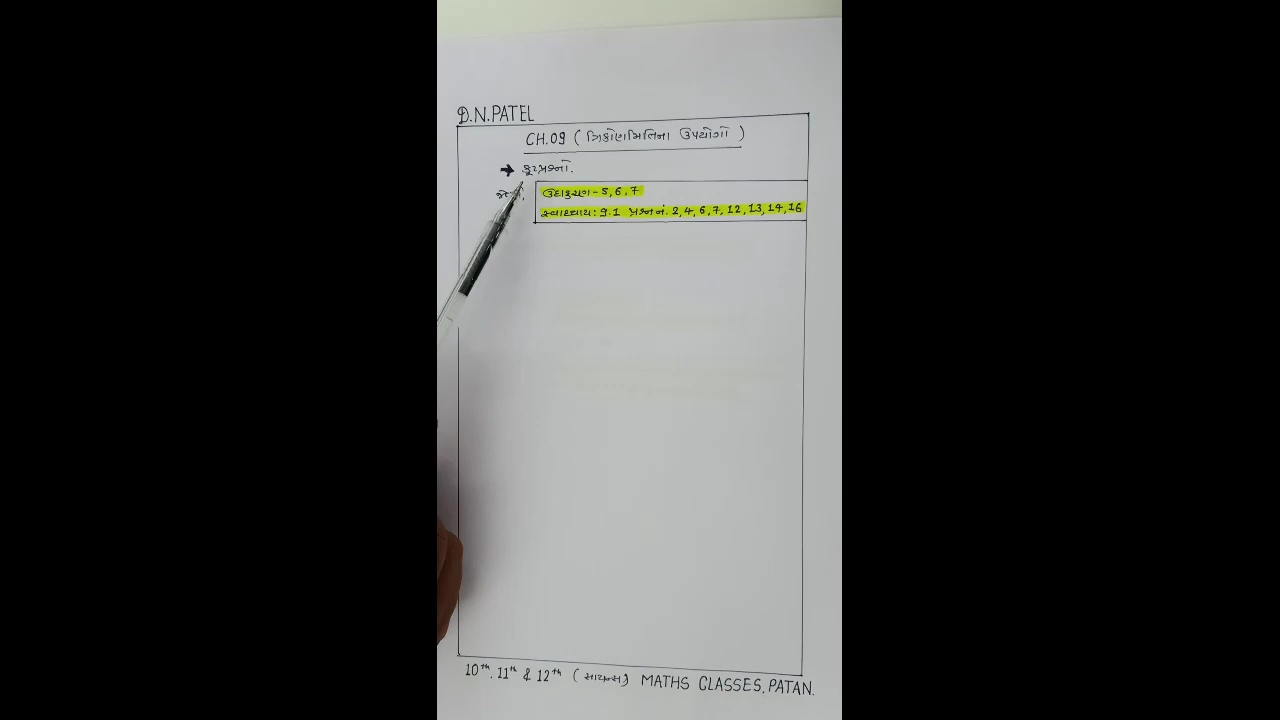 D.N.PATEL
CH.09 ( ત્રિકોણમિતિના ઉપયોગો )
→ કૂટપ્રશ્નો.
ઉદાહરણ - 5, 6, 7
સ્વાધ્યાય: 9.1 પ્રશ્ન નં. 2, 4, 6, 7, 12, 13, 14, 16
10th, 11th & 12th (સાયન્સ) MATHS CLASSES, PATAN.